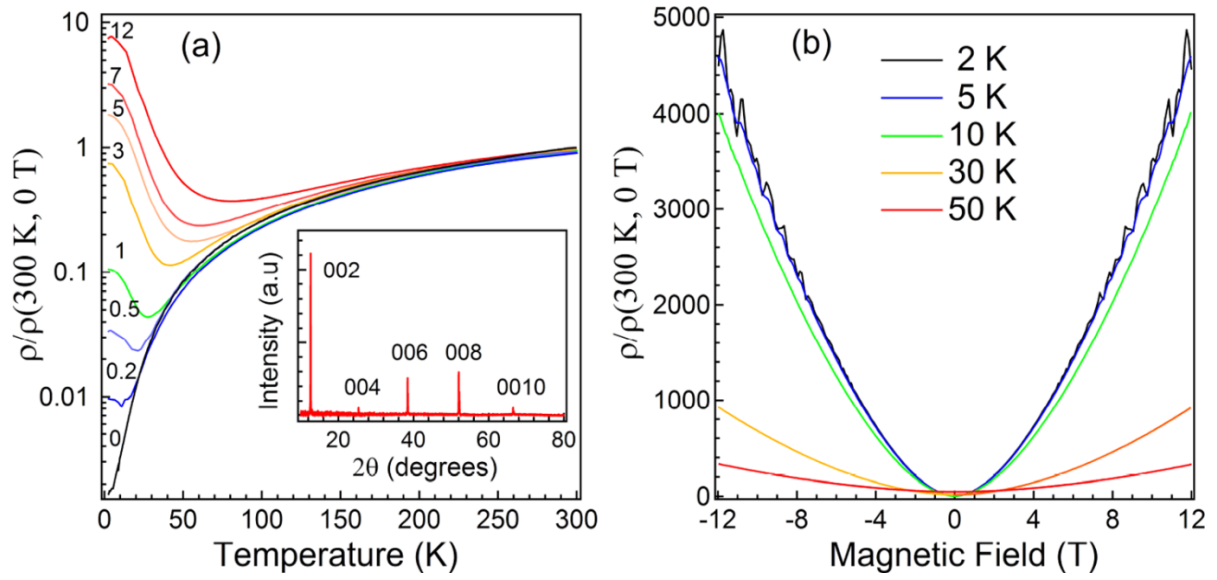 (a)
10
1
0.1
0.01
12
7
5
3
1
0.5
0.2
0
0 50 100 150 200 250 300
Temperature (K)
ρ/ρ(300 K, 0 T)
002
004
006
008
0010
Intensity (a.u)
20 40 60 80
2θ (degrees)
(b)
5000
4000
3000
2000
1000
0
2 K
5 K
10 K
30 K
50 K
-12 -8 -4 0 4 8 12
Magnetic Field (T)
ρ/ρ(300 K, 0 T)